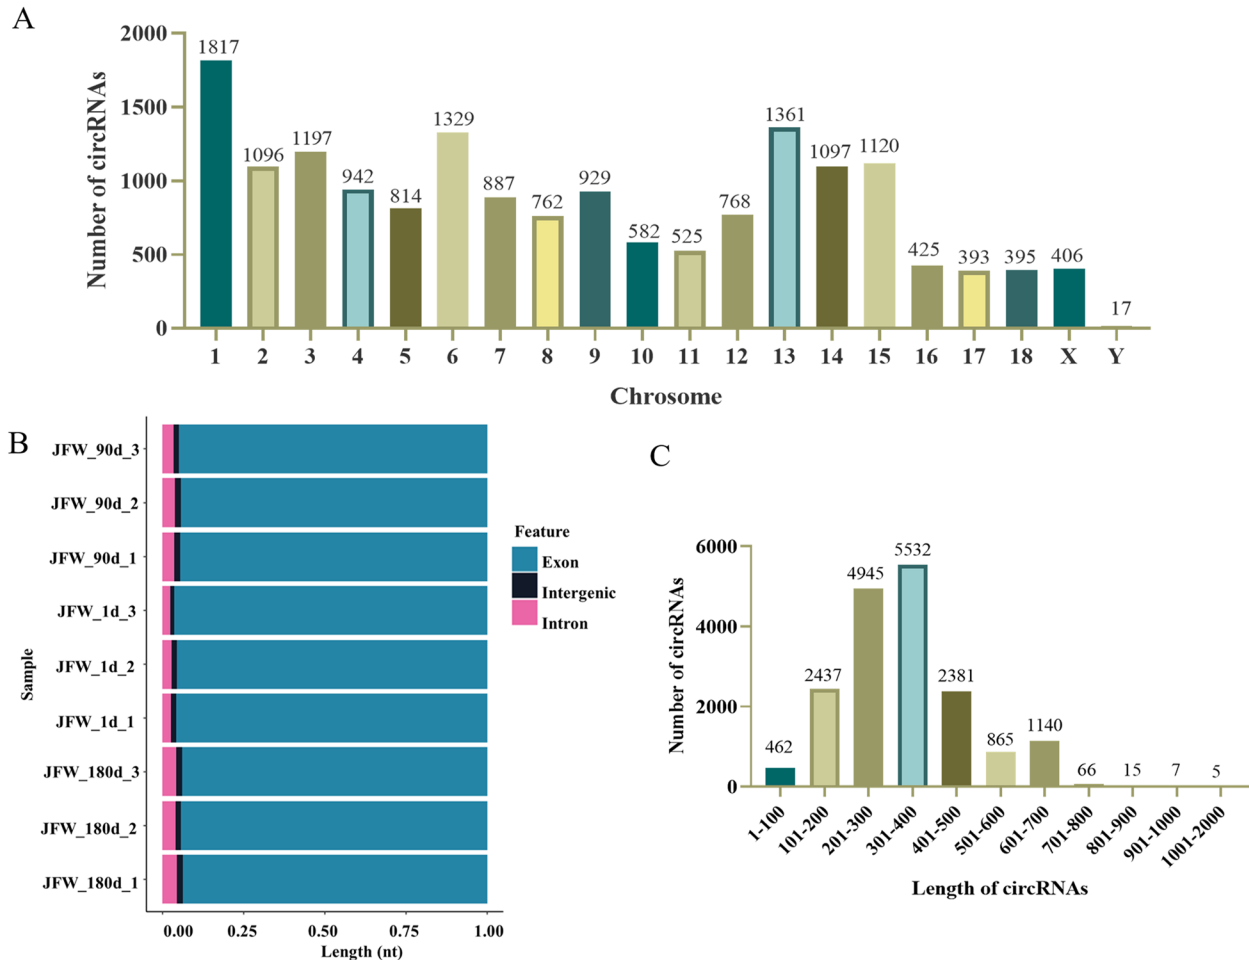 A
2000
1500
1000
500
0
Number of circRNAs
1817
1096
1197
942
814
1329
887
762
929
582
525
768
1361
1097
1120
425
393
395
406
17
1 2 3 4 5 6 7 8 9 10 11 12 13 14 15 16 17 18 X Y
Chrosome
B
Sample
JFW_90d_3
JFW_90d_2
JFW_90d_1
JFW_1d_3
JFW_1d_2
JFW_1d_1
JFW_180d_3
JFW_180d_2
JFW_180d_1
0.00 0.25 0.50 0.75 1.00
Length (nt)
Feature
Exon
Intergenic
Intron
C
6000
4000
2000
0
Number of circRNAs
462
2437
4945
5532
2381
865
1140
66
15
7
5
1-100
101-200
201-300
301-400
401-500
501-600
601-700
701-800
801-900
901-1000
1001-2000
Length of circRNAs